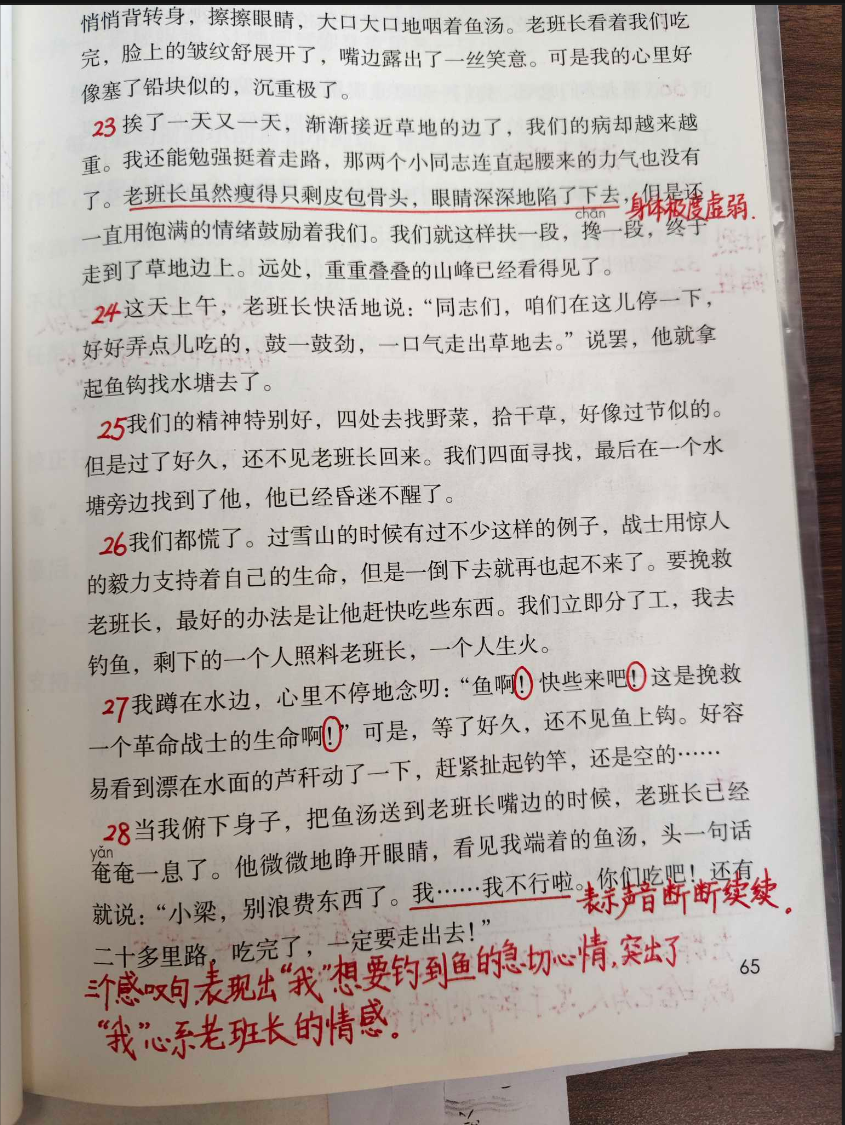 悄悄背转身，擦擦眼睛，大口大口地咽着鱼汤。老班长看着我们吃
完，脸上的皱纹舒展开了，嘴边露出了一丝笑意。可是我的心里好
像塞了铅块似的，沉重极了。
23 挨了一天又一天，渐渐接近草地的边了，我们的病却越来越
重。我还能勉强挺着走路，那两个小同志连直起腰来的力气也没有
了。老班长虽然瘦得只剩皮包骨头，眼睛深深地陷了下去，但是还
chān 身体极度虚弱.
一直用饱满的情绪鼓励着我们。我们就这样扶一段，搀一段，终于
走到了草地边上。远处，重重叠叠的山峰已经看得见了。
24 这天上午，老班长快活地说：“同志们，咱们在这儿停一下，
好好弄点儿吃的，鼓一鼓劲，一口气走出草地去。”说罢，他就拿
起鱼钩找水塘去了。
25 我们的精神特别好，四处去找野菜，拾干草，好像过节似的。
但是过了好久，还不见老班长回来。我们四面寻找，最后在一个水
塘旁边找到了他，他已经昏迷不醒了。
26 我们都慌了。过雪山的时候有过不少这样的例子，战士用惊人
的毅力支持着自己的生命，但是一倒下去就再也起不来了。要挽救
老班长，最好的办法是让他赶快吃些东西。我们立即分了工，我去
钓鱼，剩下的一个人照料老班长，一个人生火。
27 我蹲在水边，心里不停地念叨：“鱼啊！快些来吧！这是挽救
一个革命战士的生命啊！”可是，等了好久，还不见鱼上钩。好容
易看到漂在水面的芦秆动了一下，赶紧扯起钓竿，还是空的……
28 当我俯下身子，把鱼汤送到老班长嘴边的时候，老班长已经
yǎn
奄奄一息了。他微微地睁开眼睛，看见我端着的鱼汤，头一句话
就说：“小梁，别浪费东西了。我……我不行啦。你们吃吧！还有
表示声音断断续续.
二十多里路，吃完了，一定要走出去！”
三个感叹句,表现出“我”想要钓到鱼的急切心情,突出了
65
“我”心系老班长的情感.